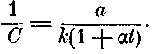 1/C = a/k(1 + at).